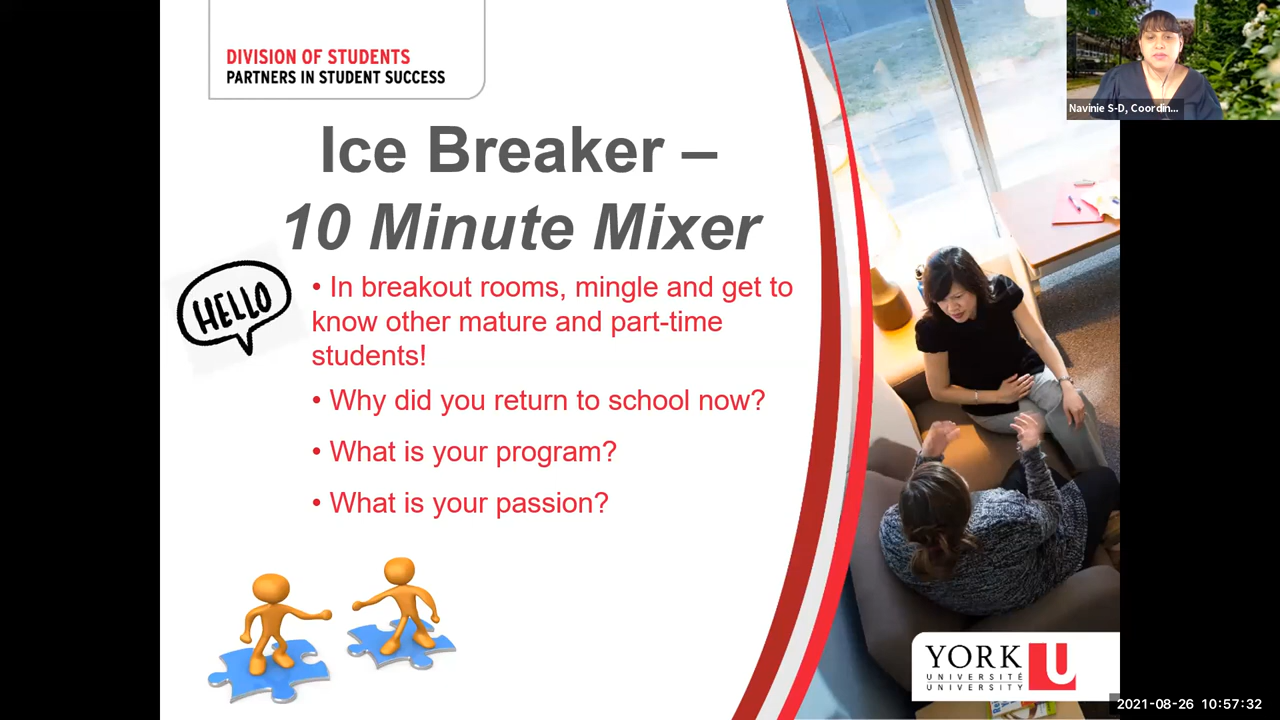 DIVISION OF STUDENTS
PARTNERS IN STUDENT SUCCESS
Navinie S-D, Coordin...
Ice Breaker –
10 Minute Mixer
HELLO
• In breakout rooms, mingle and get to
know other mature and part-time
students!
• Why did you return to school now?
• What is your program?
• What is your passion?
YORK U
UNIVERSITÉ
UNIVERSITY
2021-08-26 10:57:32